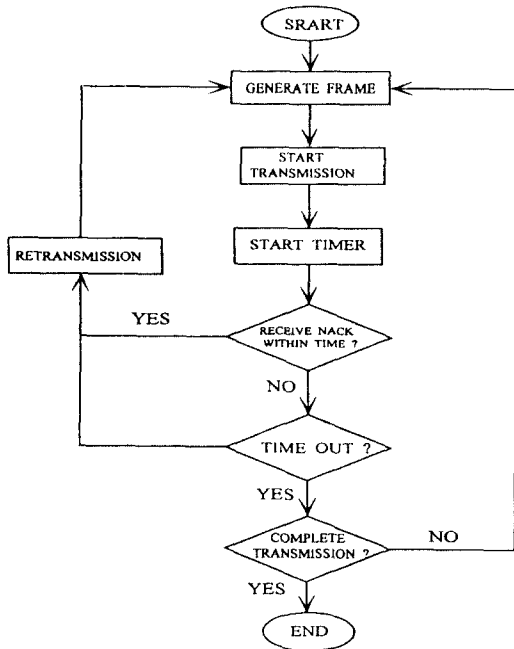 SRART
GENERATE FRAME
START
TRANSMISSION
START TIMER
RETRANSMISSION
YES
RECEIVE NACK
WITHIN TIME ?
NO
TIME OUT ?
YES
COMPLETE
TRANSMISSION ?
NO
YES
END